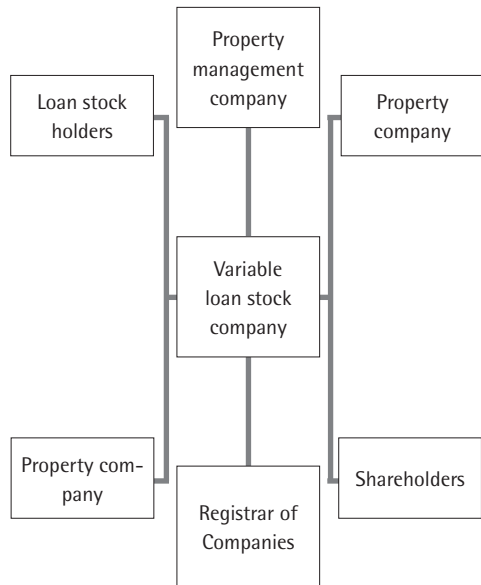 Property
management
company
Loan stock
holders
Property
company
Variable
loan stock
company
Property com-
pany
Registrar of
Companies
Shareholders